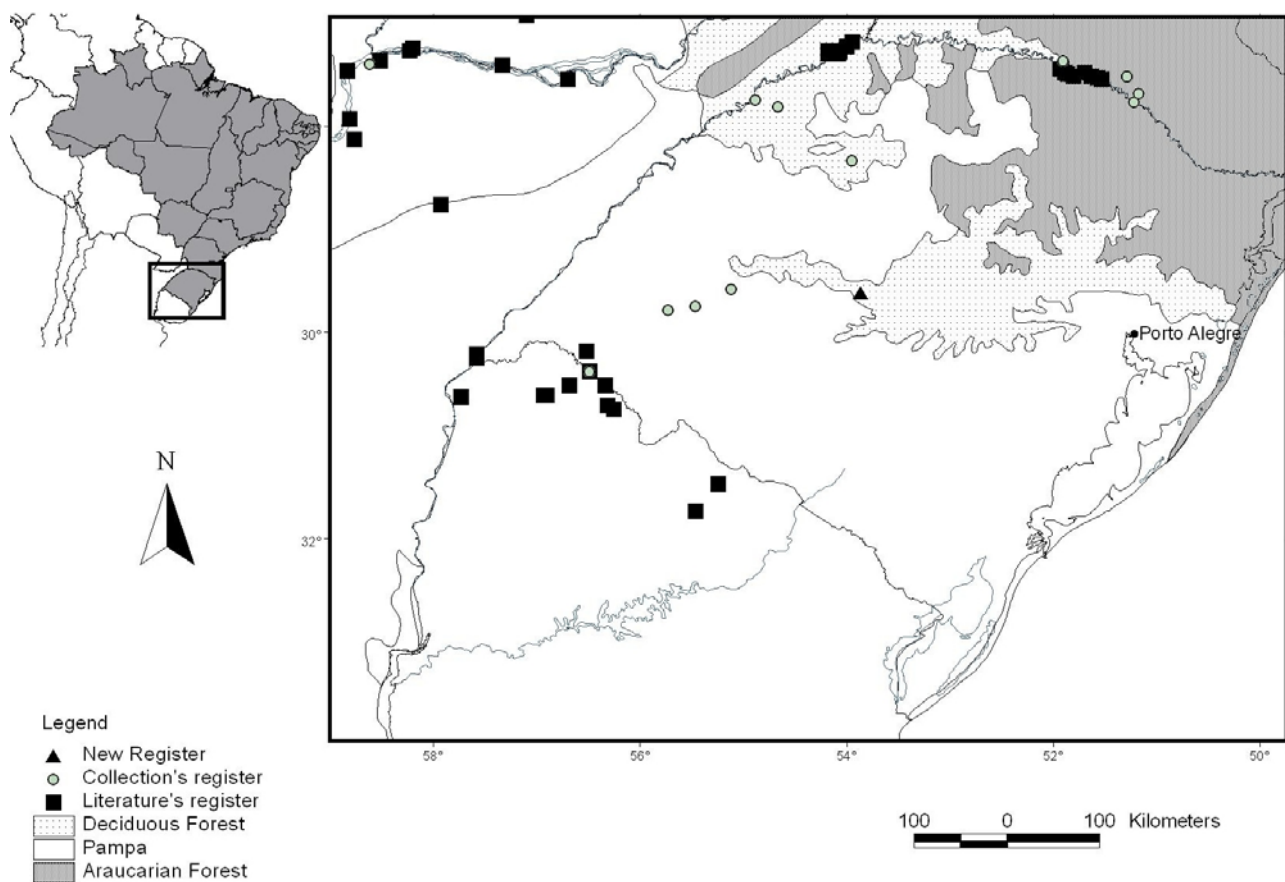 30°
Porto Alegre
N
32°
58°
56°
54°
52°
50°
Legend
New Register
Collection's register
Literature's register
Deciduous Forest
Pampa
Araucarian Forest
100 0 100 Kilometers